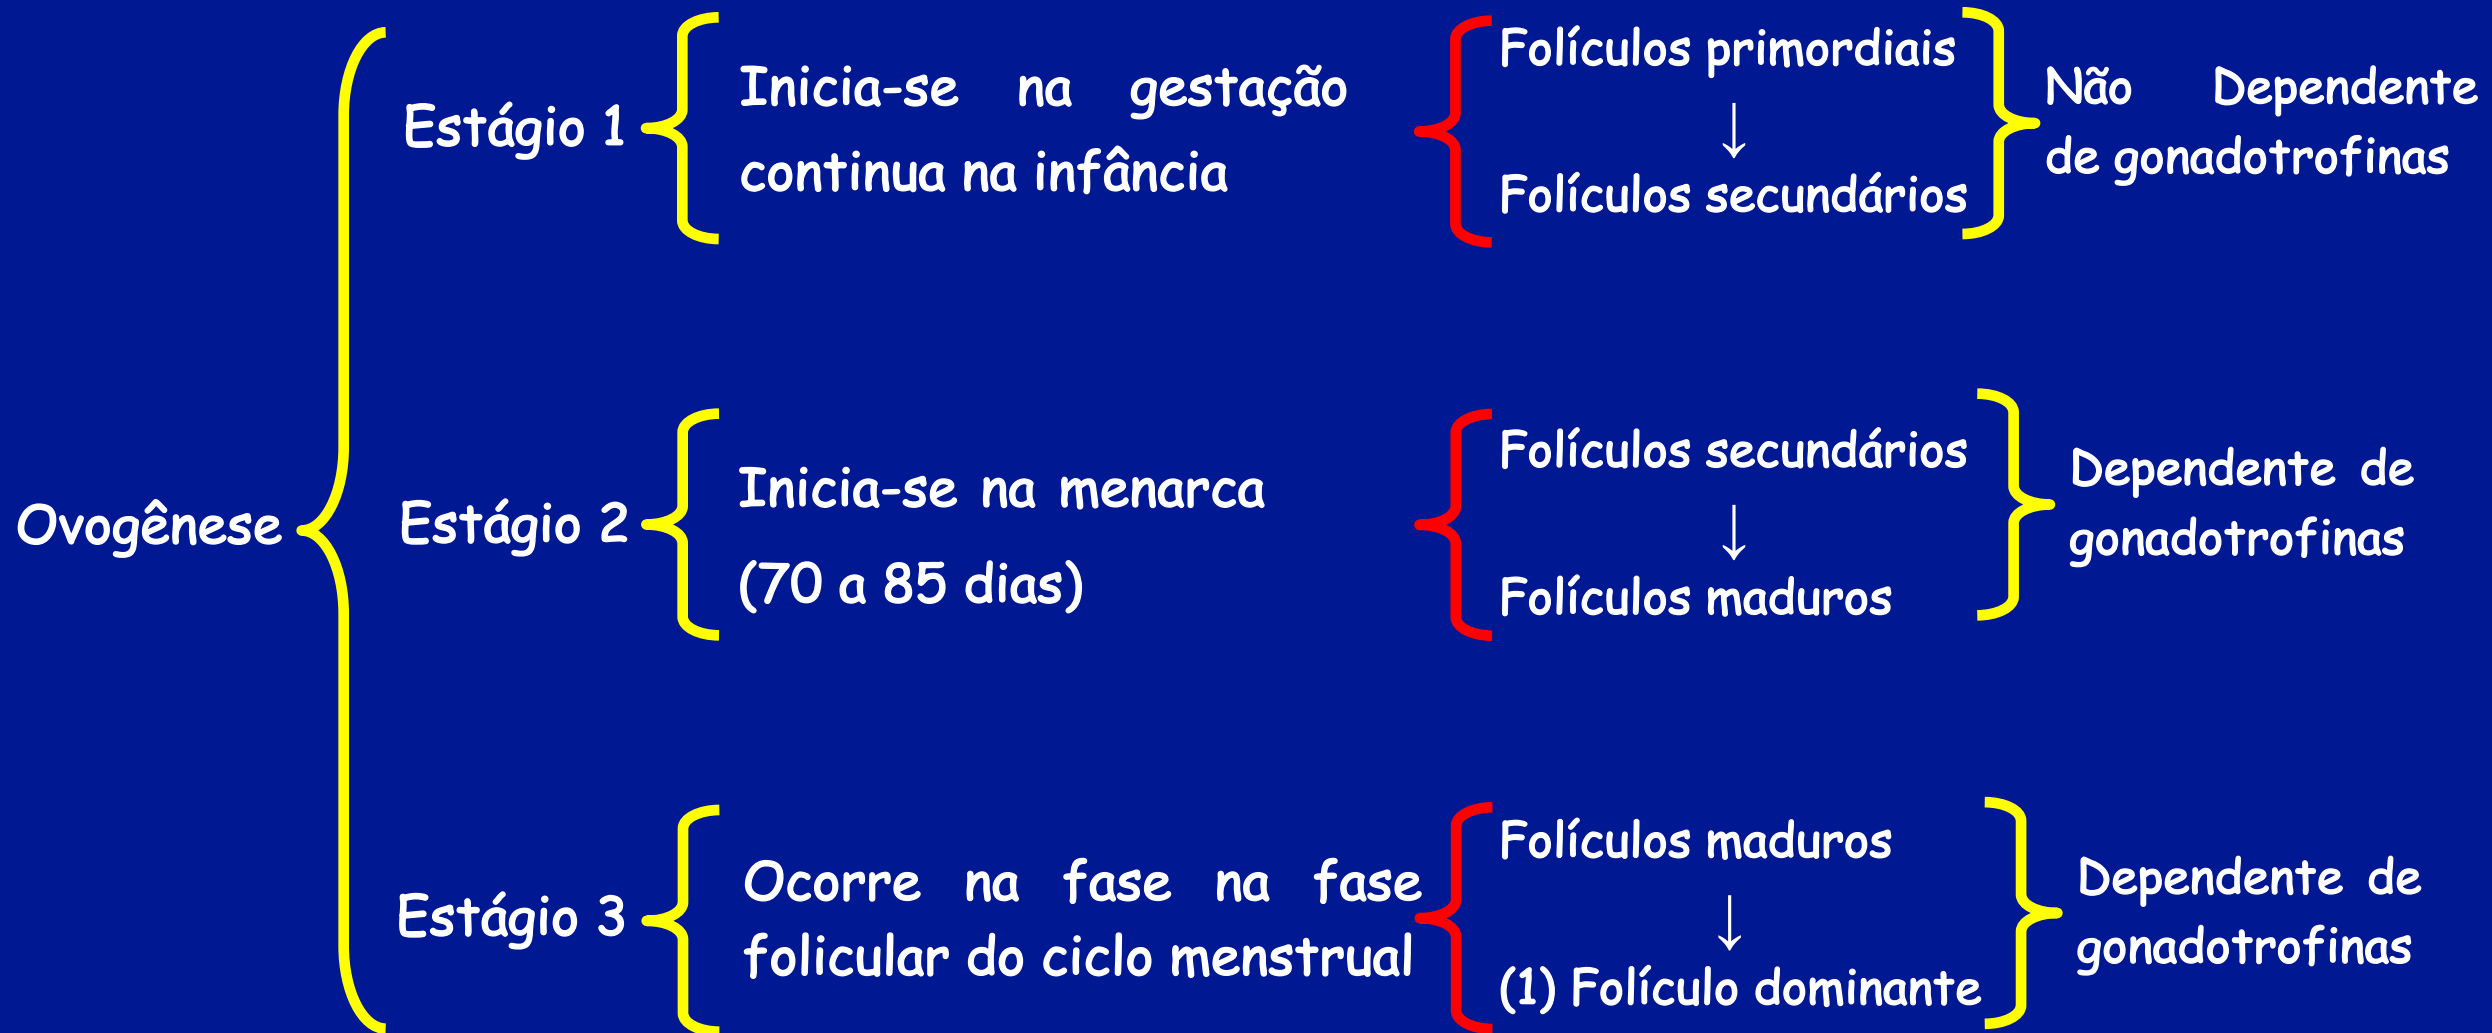 Ovogênese
Estágio 1
Inicia-se na gestação
continua na infância
Folículos primordiais
↓
Folículos secundários
Não Dependente
de gonadotrofinas
Estágio 2
Inicia-se na menarca
(70 a 85 dias)
Folículos secundários
↓
Folículos maduros
Dependente de
gonadotrofinas
Estágio 3
Ocorre na fase na fase
folicular do ciclo menstrual
Folículos maduros
↓
(1) Folículo dominante
Dependente de
gonadotrofinas